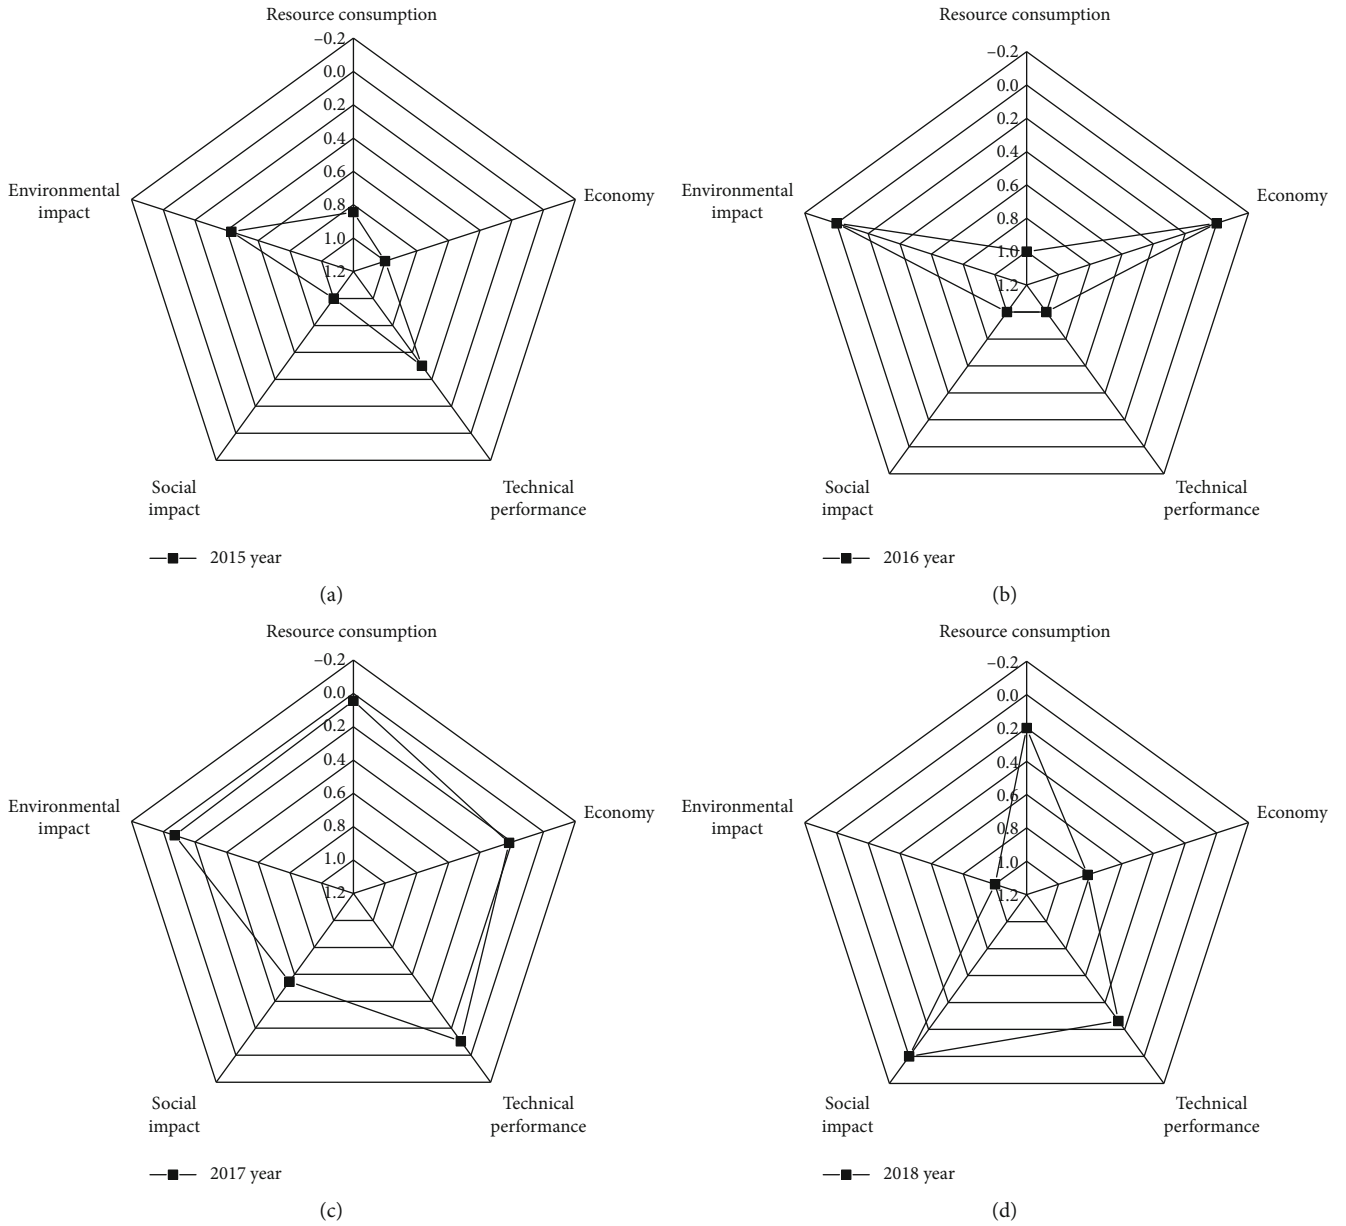 Resource consumption
–0.2
0.0
0.2
0.4
0.6
0.8
1.0
1.2
Environmental
impact
Economy
Social
impact
Technical
performance
2015 year
(a)
Resource consumption
–0.2
0.0
0.2
0.4
0.6
0.8
1.0
1.2
Environmental
impact
Economy
Social
impact
Technical
performance
2016 year
(b)
Resource consumption
–0.2
0.0
0.2
0.4
0.6
0.8
1.0
1.2
Environmental
impact
Economy
Social
impact
Technical
performance
2017 year
(c)
Resource consumption
–0.2
0.0
0.2
0.4
0.6
0.8
1.0
1.2
Environmental
impact
Economy
Social
impact
Technical
performance
2018 year
(d)